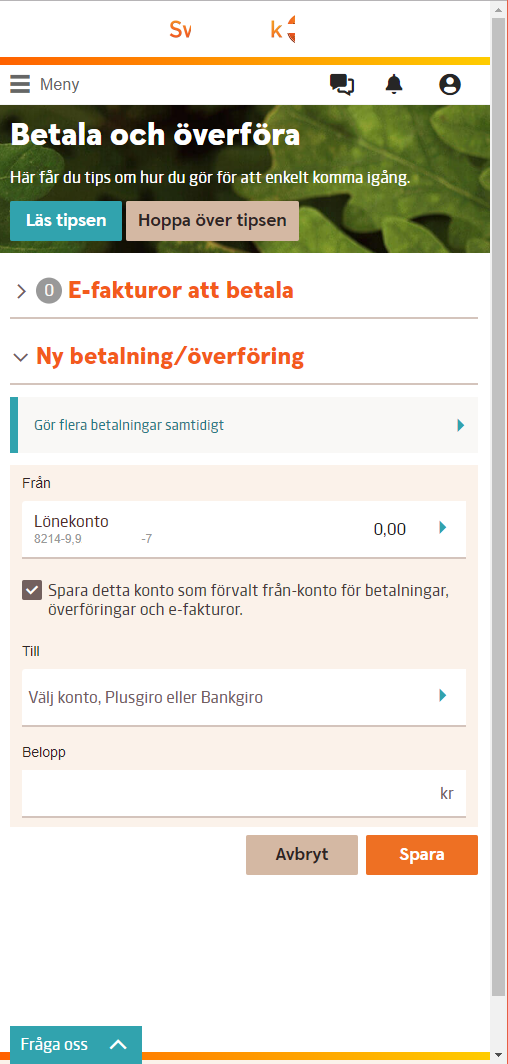 Sv k
Meny
Betala och överföra
Här får du tips om hur du gör för att enkelt komma igång.
Läs tipsen
Hoppa över tipsen
0 E-fakturor att betala
Ny betalning/överföring
Gör flera betalningar samtidigt
Från
Lönekonto
8214-9,9 -7
0,00
Spara detta konto som förvalt från-konto för betalningar,
överföringar och e-fakturor.
Till
Välj konto, Plusgiro eller Bankgiro
Belopp
kr
Avbryt
Spara
Fråga oss